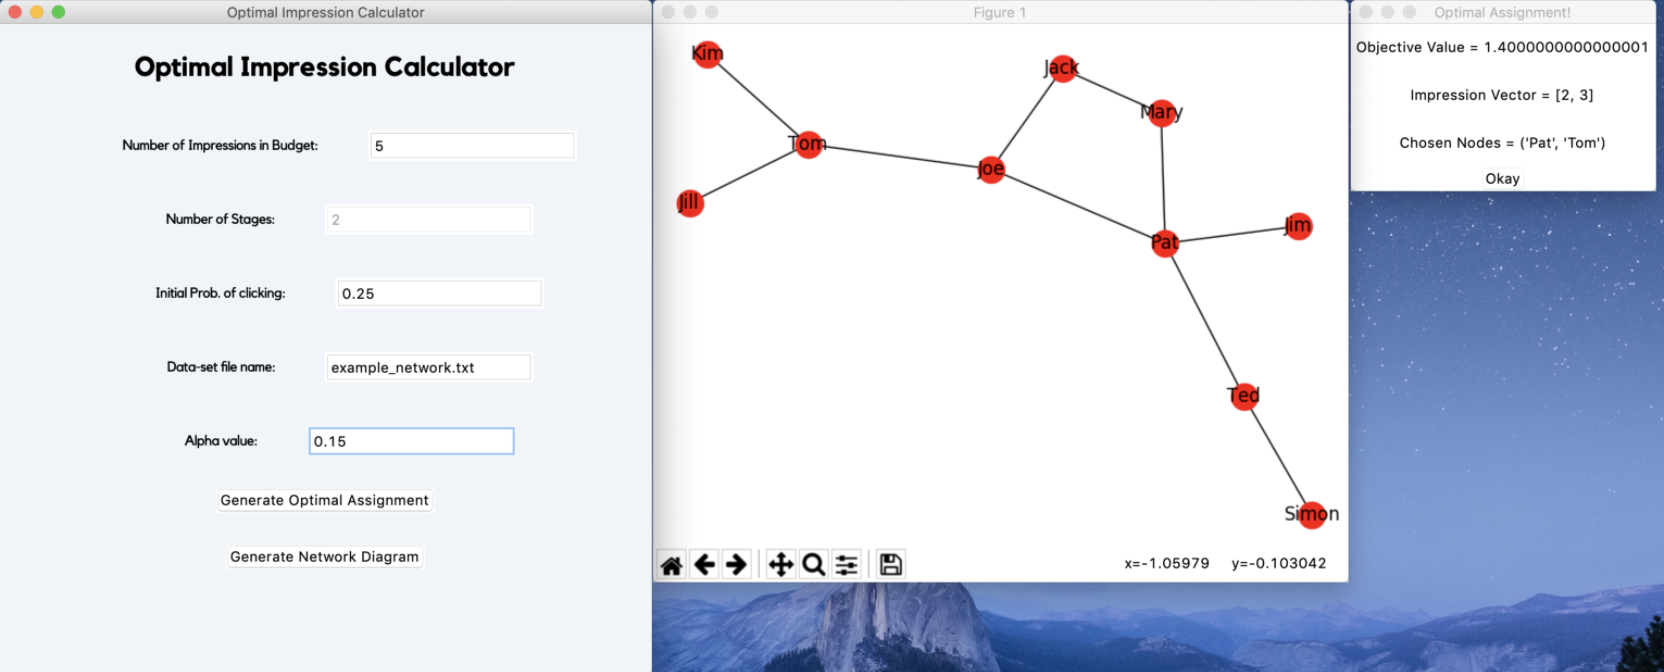 Optimal Impression Calculator
Optimal Impression Calculator
Number of Impressions in Budget:
5
Number of Stages:
2
Initial Prob. of clicking:
0.25
Data-set file name:
example_network.txt
Alpha value:
0.15
Generate Optimal Assignment
Generate Network Diagram
Figure 1
Kim
Jack
Mary
Tom
Joe
Jill
Jim
Pat
Ted
Simon
x=-1.05979 y=-0.103042
Optimal Assignment!
Objective Value = 1.4000000000000001
Impression Vector = [2, 3]
Chosen Nodes = ('Pat', 'Tom')
Okay